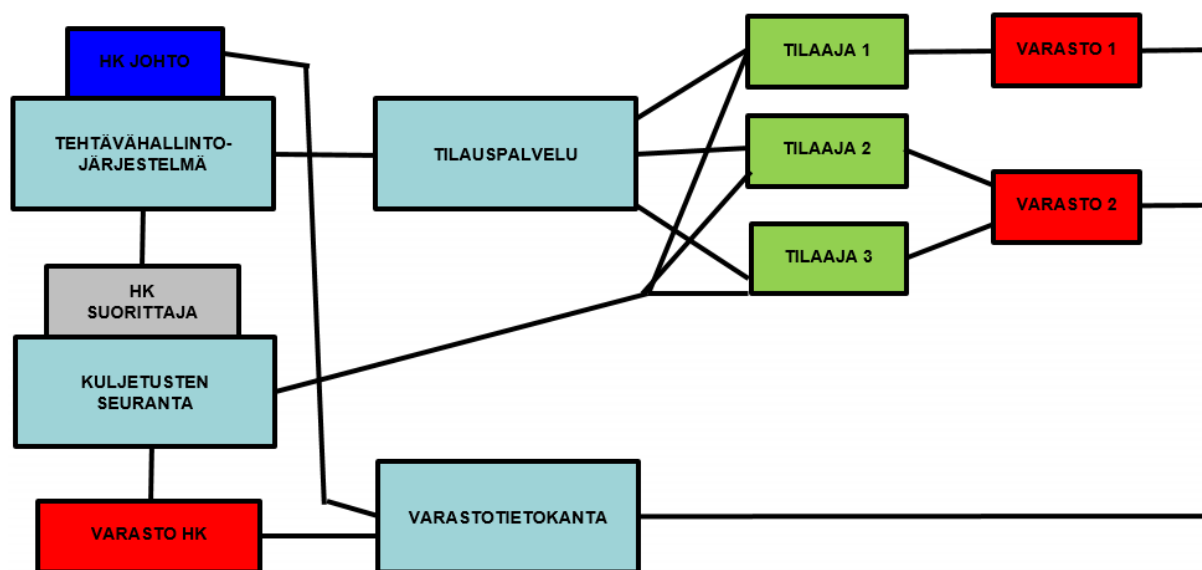 HK JOHTO
TEHTÄVÄHALLINTO-
JÄRJESTELMÄ
TILAUSPALVELU
TILAAJA 1
VARASTO 1
TILAAJA 2
VARASTO 2
TILAAJA 3
HK
SUORITTAJA
KULJETUSTEN
SEURANTA
VARASTO HK
VARASTOTIETOKANTA